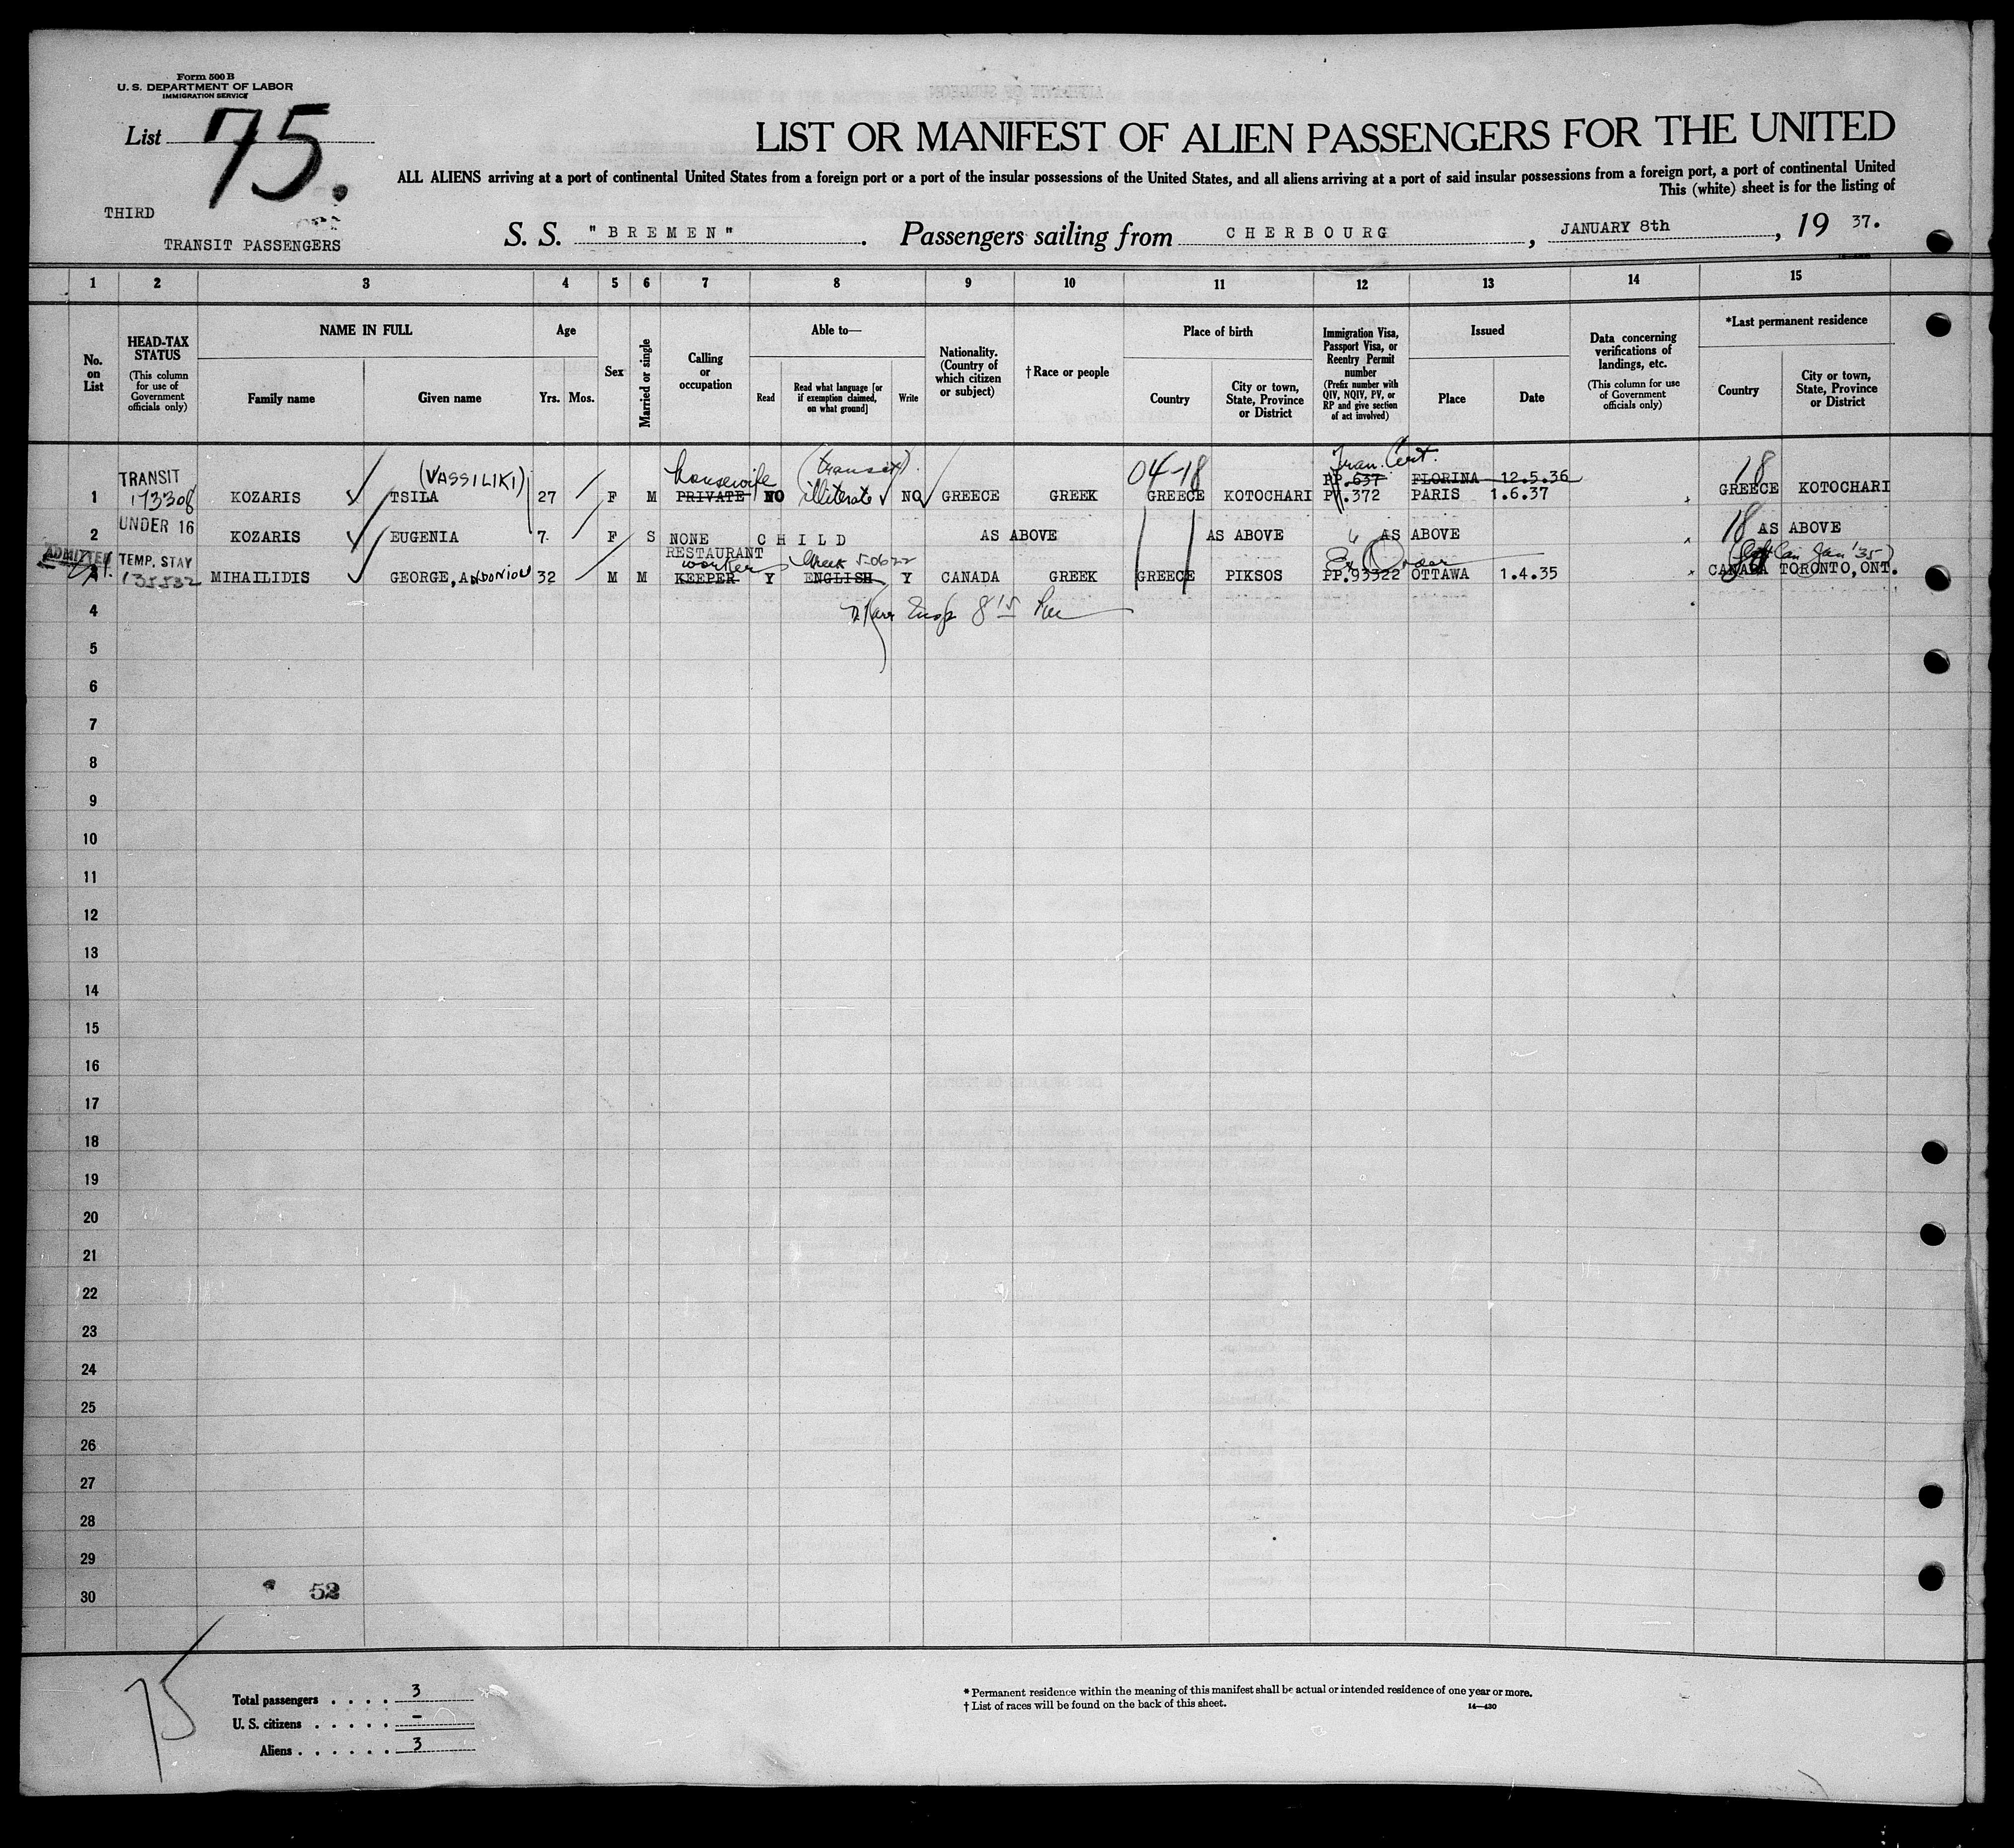 Form 500 B
U. S. DEPARTMENT OF LABOR
IMMIGRATION SERVICE
List 75.
LIST OR MANIFEST OF ALIEN PASSENGERS FOR THE UNITED
ALL ALIENS arriving at a port of continental United States from a foreign port or a port of the insular possessions of the United States, and all aliens arriving at a port of said insular possessions from a foreign port, a port of continental United
This (white) sheet is for the listing of
THIRD
TRANSIT PASSENGERS
S. S. "BREMEN". Passengers sailing from CHERBOURG, JANUARY 8th, 19 37.
1 2 3 4 5 6 7 8 9 10 11 12 13 14 15
No. on List
HEAD-TAX STATUS
(This column for use of Government officials only)
NAME IN FULL
Family name
Given name
Age
Yrs. Mos.
Sex
Married or single
Calling or occupation
Able to—
Read
Read what language [or if exemption claimed, on what ground]
Write
Nationality. (Country of which citizen or subject)
†Race or people
Place of birth
Country
City or town, State, Province or District
Immigration Visa, Passport Visa, or Reentry Permit number
(Prefix number with QIV, NQIV, PV, or RP and give section of act involved)
Issued
Place
Date
Data concerning verifications of landings, etc.
(This column for use of Government officials only)
*Last permanent residence
Country
City or town, State, Province or District
TRANSIT (VASSILIKI) housewife (transit). 04-18 Tran. Cert. PP.637 FLORINA 12.5.36 18
1 173308 KOZARIS TSILA 27 F M PRIVATE NO illiterate NO GREECE GREEK GREECE KOTOCHARI PV.372 PARIS 1.6.37 GREECE KOTOCHARI
UNDER 16
2 KOZARIS EUGENIA 7 F S NONE CHILD AS ABOVE AS ABOVE AS ABOVE 18 AS ABOVE
ADMITTED TEMP. STAY RESTAURANT worker Greek 5-0622 Ex Order
135532 MIHAILIDIS GEORGE, ANDONIOU 32 M M KEEPER Y ENGLISH Y CANADA GREEK GREECE PIKSOS PP.93322 OTTAWA 1.4.35 CANADA TORONTO, ONT.
4
5
6
7
8
9
10
11
12
13
14
15
16
17
18
19
20
21
22
23
24
25
26
27
28
29
30
52
75
Total passengers . . . . 3
U. S. citizens . . . . . -
Aliens . . . . . . 3
* Permanent residence within the meaning of this manifest shall be actual or intended residence of one year or more.
† List of races will be found on the back of this sheet.
14—430